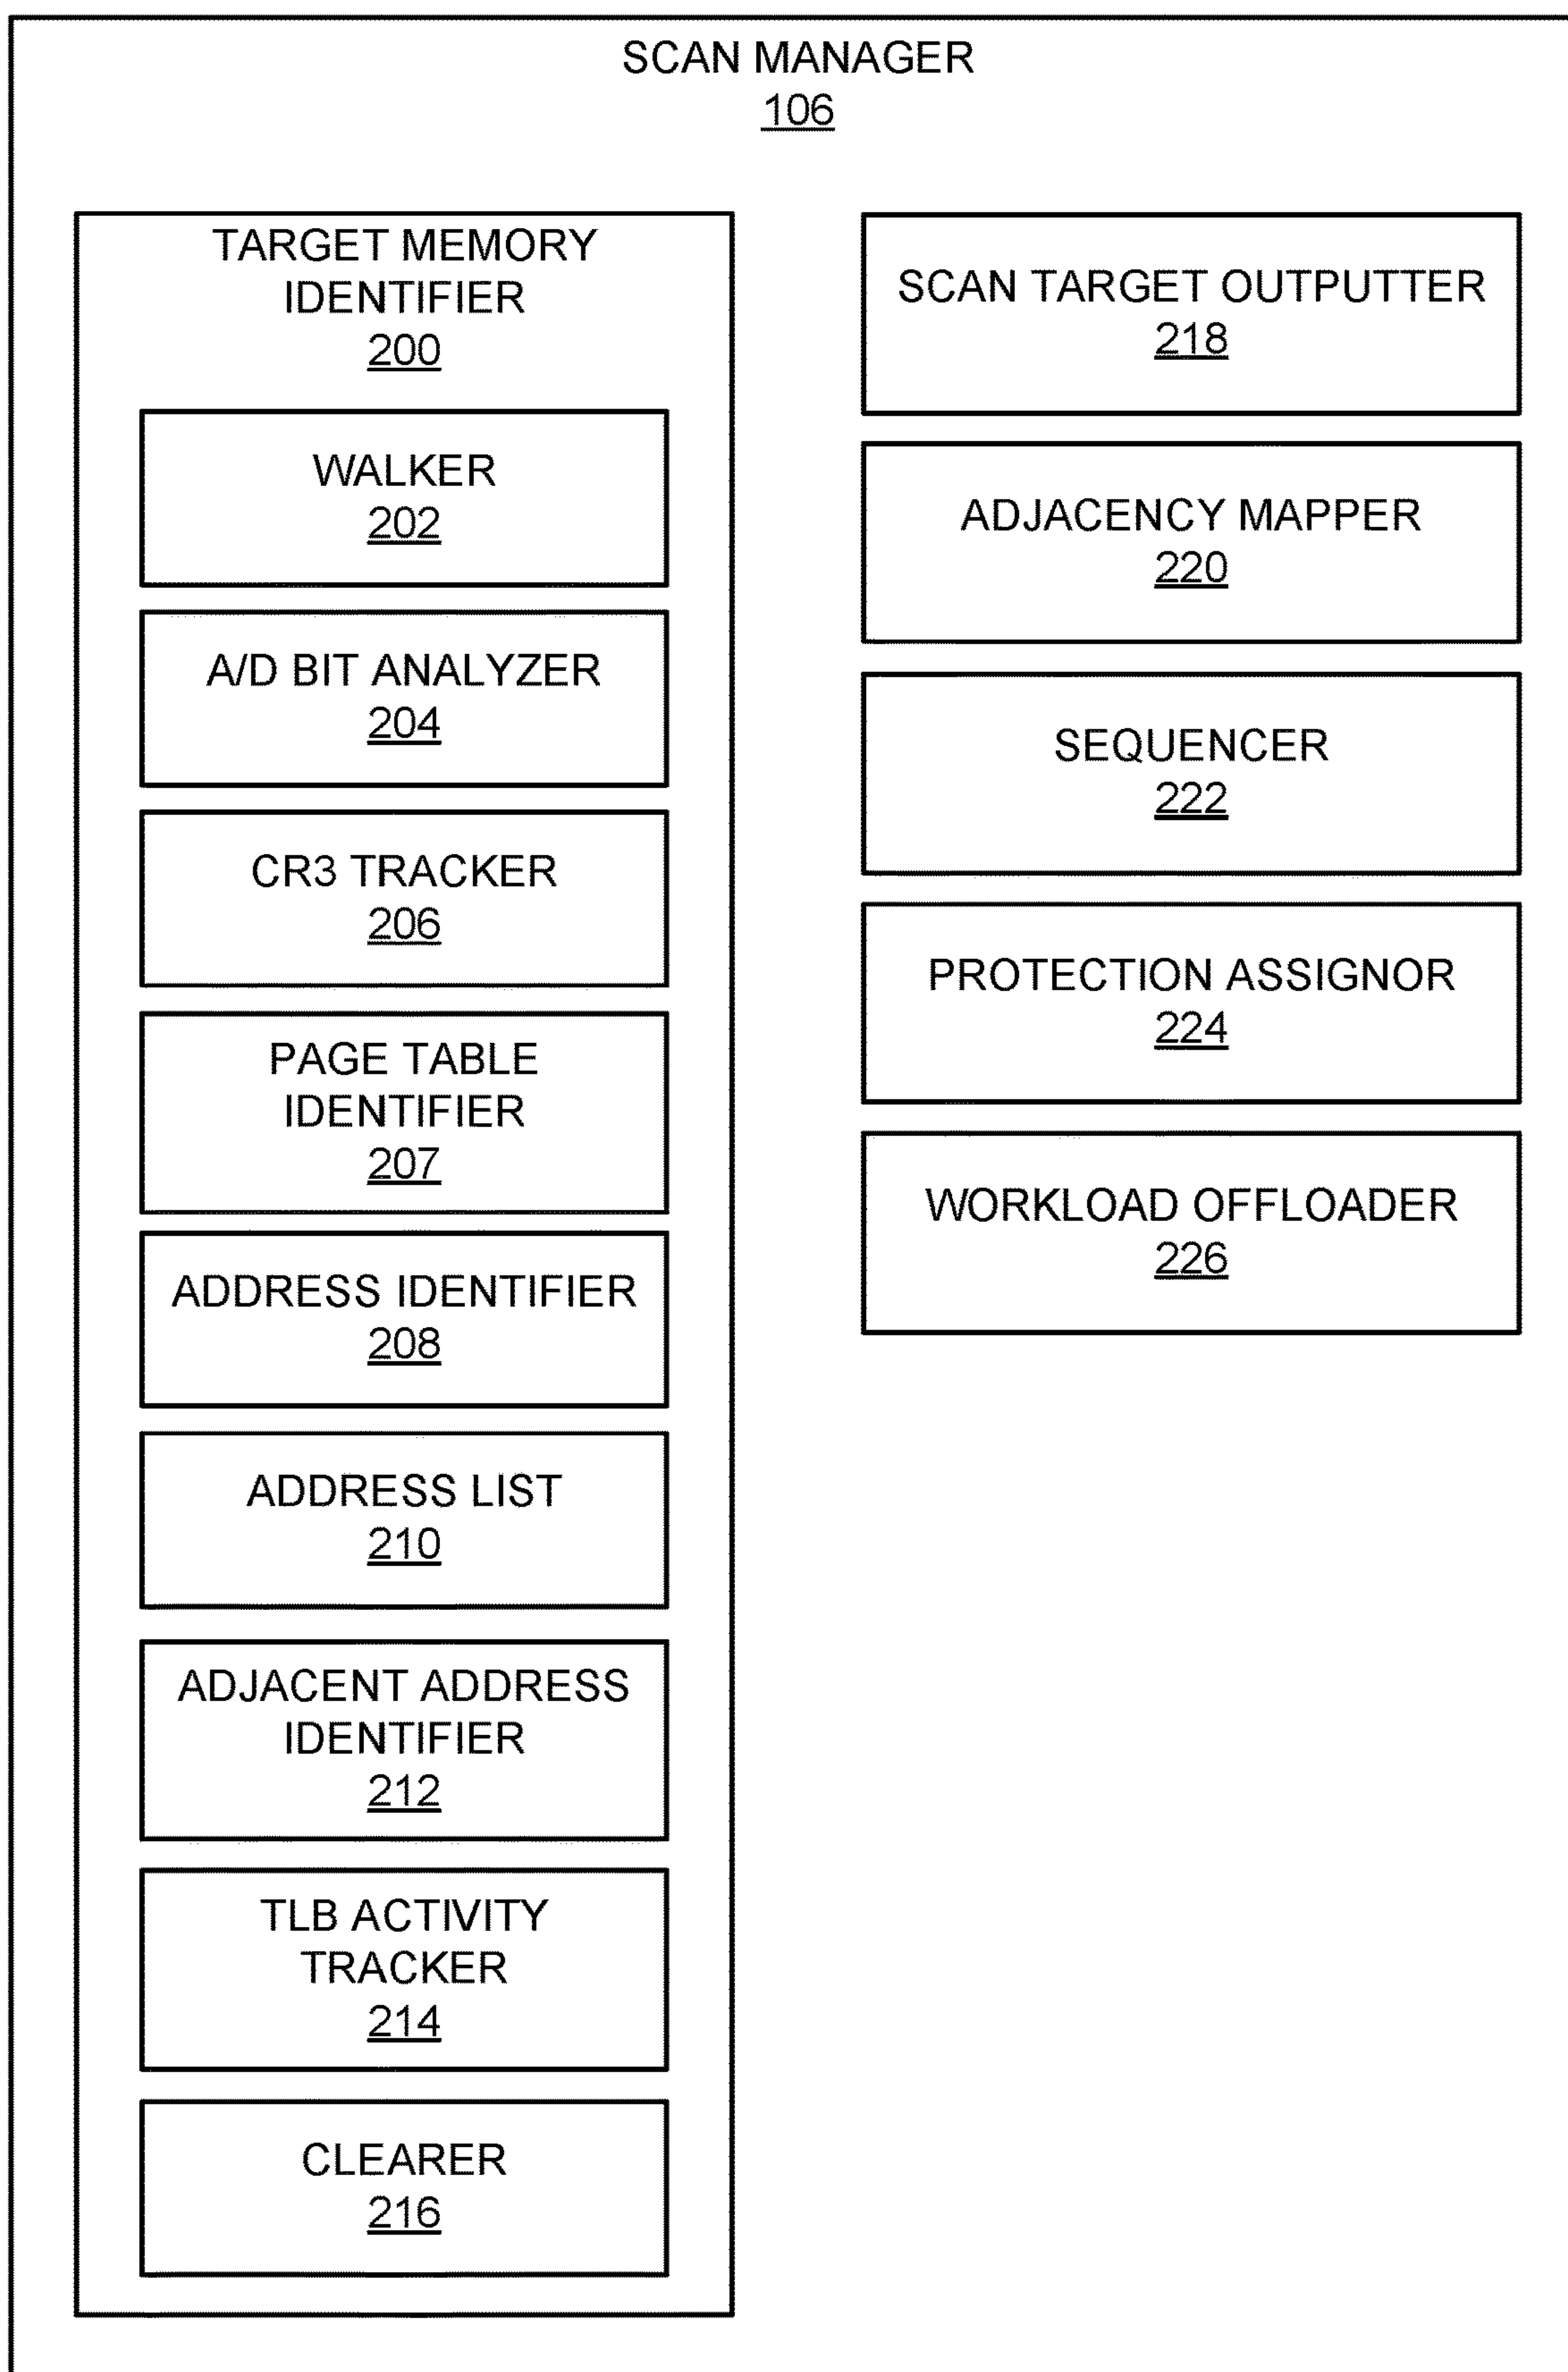 SCAN MANAGER
106
TARGET MEMORY
IDENTIFIER
200
WALKER
202
A/D BIT ANALYZER
204
CR3 TRACKER
206
PAGE TABLE
IDENTIFIER
207
ADDRESS IDENTIFIER
208
ADDRESS LIST
210
ADJACENT ADDRESS
IDENTIFIER
212
TLB ACTIVITY
TRACKER
214
CLEARER
216
SCAN TARGET OUTPUTTER
218
ADJACENCY MAPPER
220
SEQUENCER
222
PROTECTION ASSIGNOR
224
WORKLOAD OFFLOADER
226